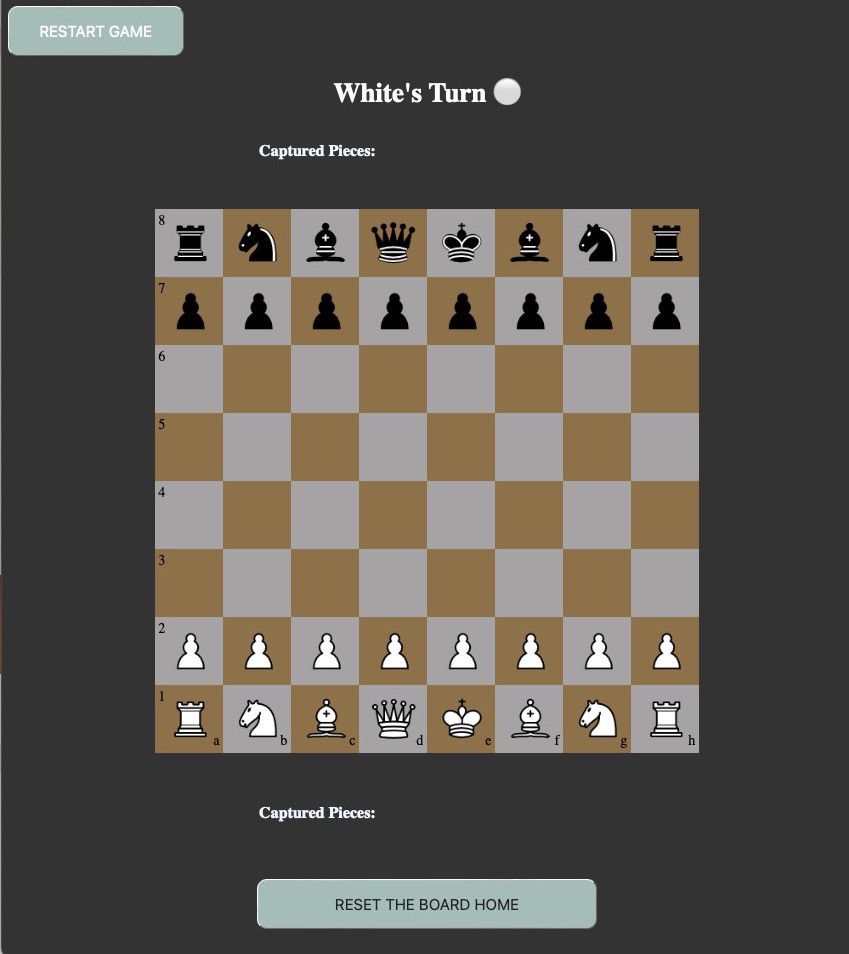 RESTART GAME
White's Turn
Captured Pieces:
8
7
6
5
4
3
2
1
a b c d e f g h
Captured Pieces:
RESET THE BOARD HOME